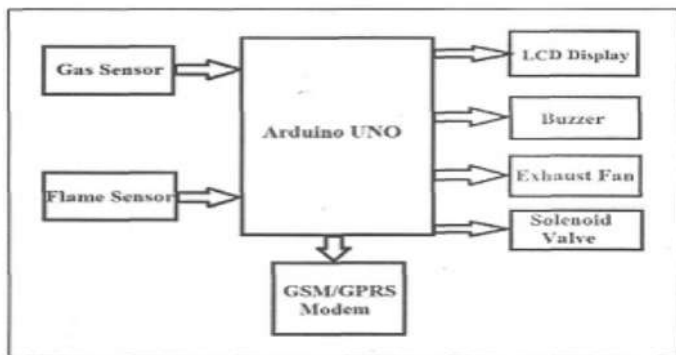 Gas Sensor
Flame Sensor
Arduino UNO
LCD Display
Buzzer
Exhaust Fan
Solenoid
Valve
GSM/GPRS
Modem